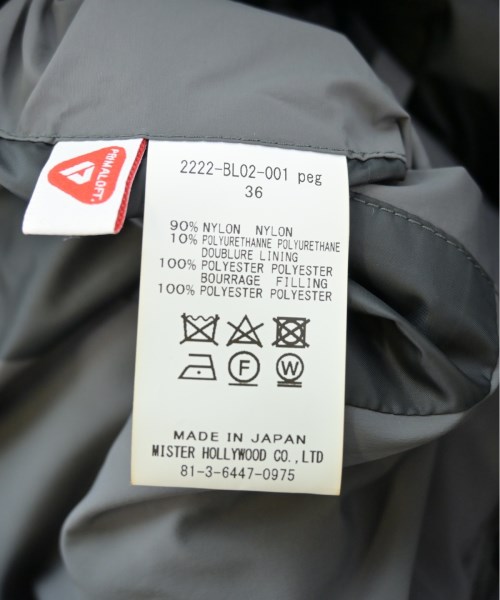 PRIMALOFT.
2222-BL02-001 peg
36
90% NYLON NYLON
10% POLYURETHANNE POLYURETHANE
DOUBLURE LINING
100% POLYESTER POLYESTER
BOURRAGE FILLING
100% POLYESTER POLYESTER
F W
MADE IN JAPAN
MISTER HOLLYWOOD CO.,LTD
81-3-6447-0975